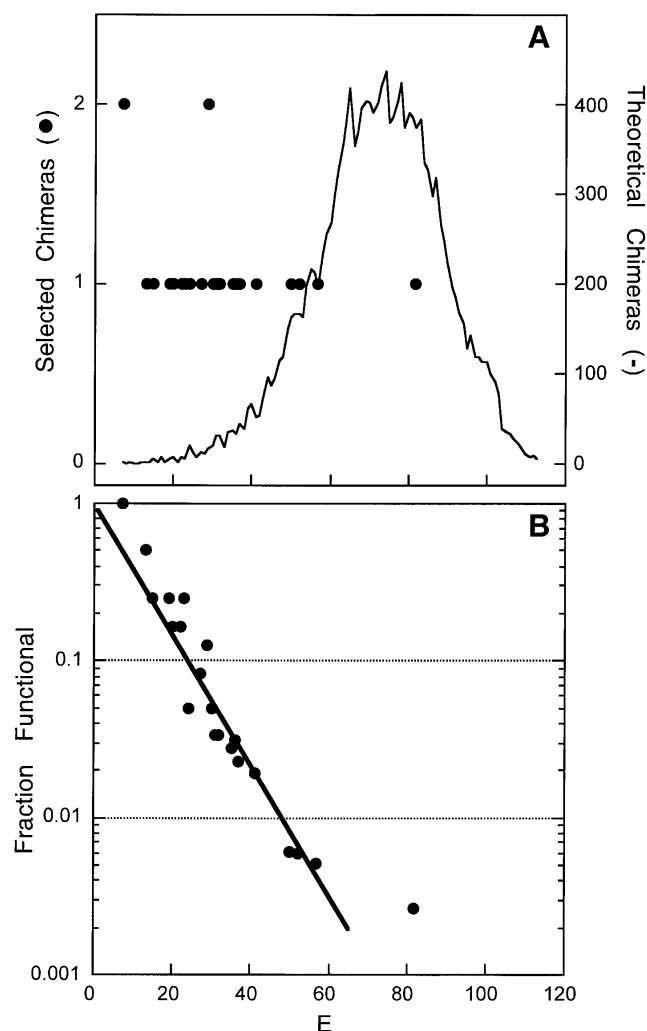 A
2
1
0
Selected Chimeras (●)
400
300
200
100
0
Theoretical Chimeras (-)
B
1
0.1
0.01
0.001
Fraction Functional
0 20 40 60 80 100 120
E